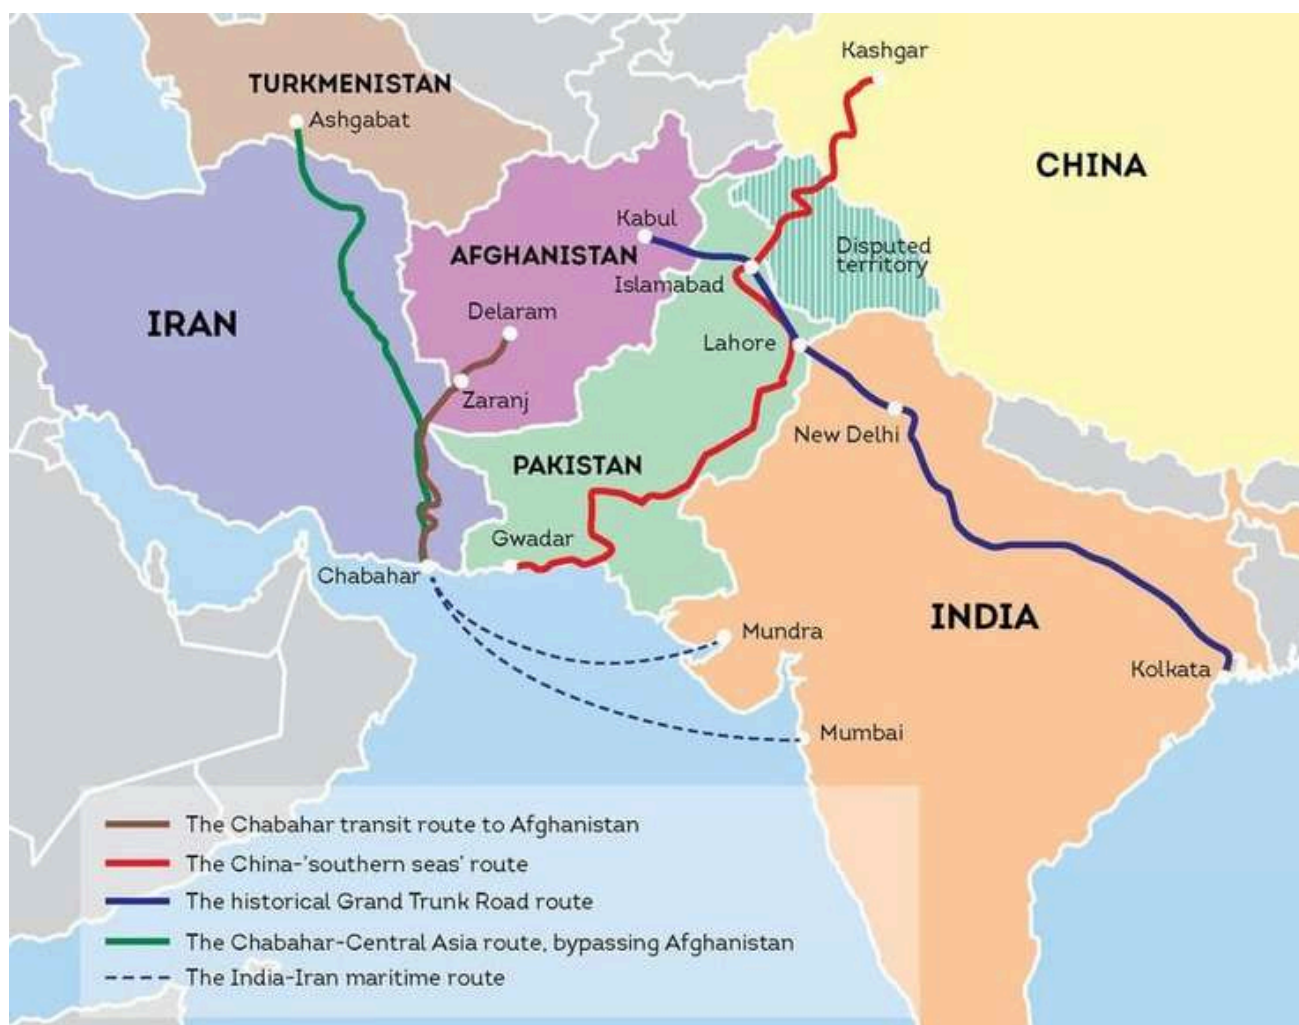 Kashgar
TURKMENISTAN
Ashgabat
CHINA
Kabul
AFGHANISTAN
Disputed
territory
Islamabad
IRAN
Delaram
Lahore
Zaranj
New Delhi
PAKISTAN
Gwadar
Chabahar
INDIA
Mundra
Kolkata
Mumbai
The Chabahar transit route to Afghanistan
The China-'southern seas' route
The historical Grand Trunk Road route
The Chabahar-Central Asia route, bypassing Afghanistan
The India-Iran maritime route